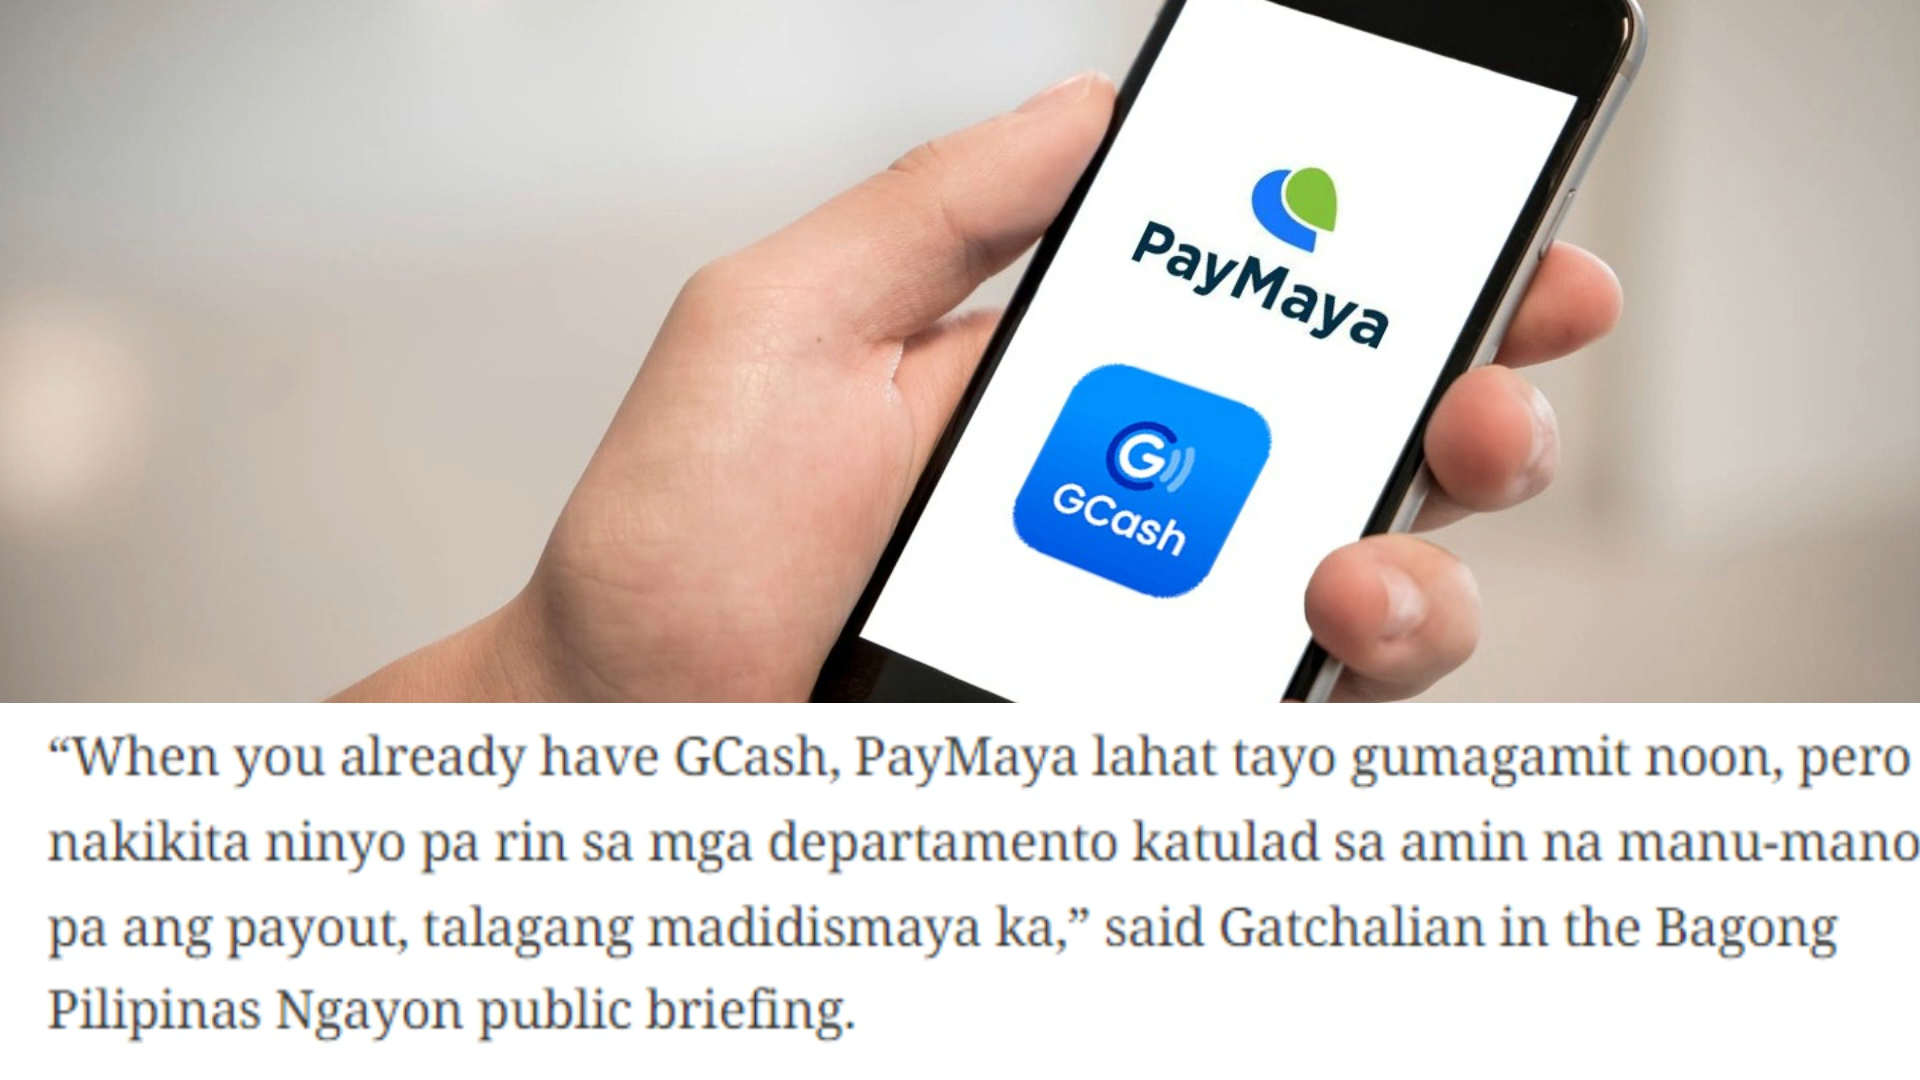 PayMaya
G
GCash
“When you already have GCash, PayMaya lahat tayo gumagamit noon, pero
nakikita ninyo pa rin sa mga departamento katulad sa amin na manu-mano
pa ang payout, talagang madidismaya ka,” said Gatchalian in the Bagong
Pilipinas Ngayon public briefing.